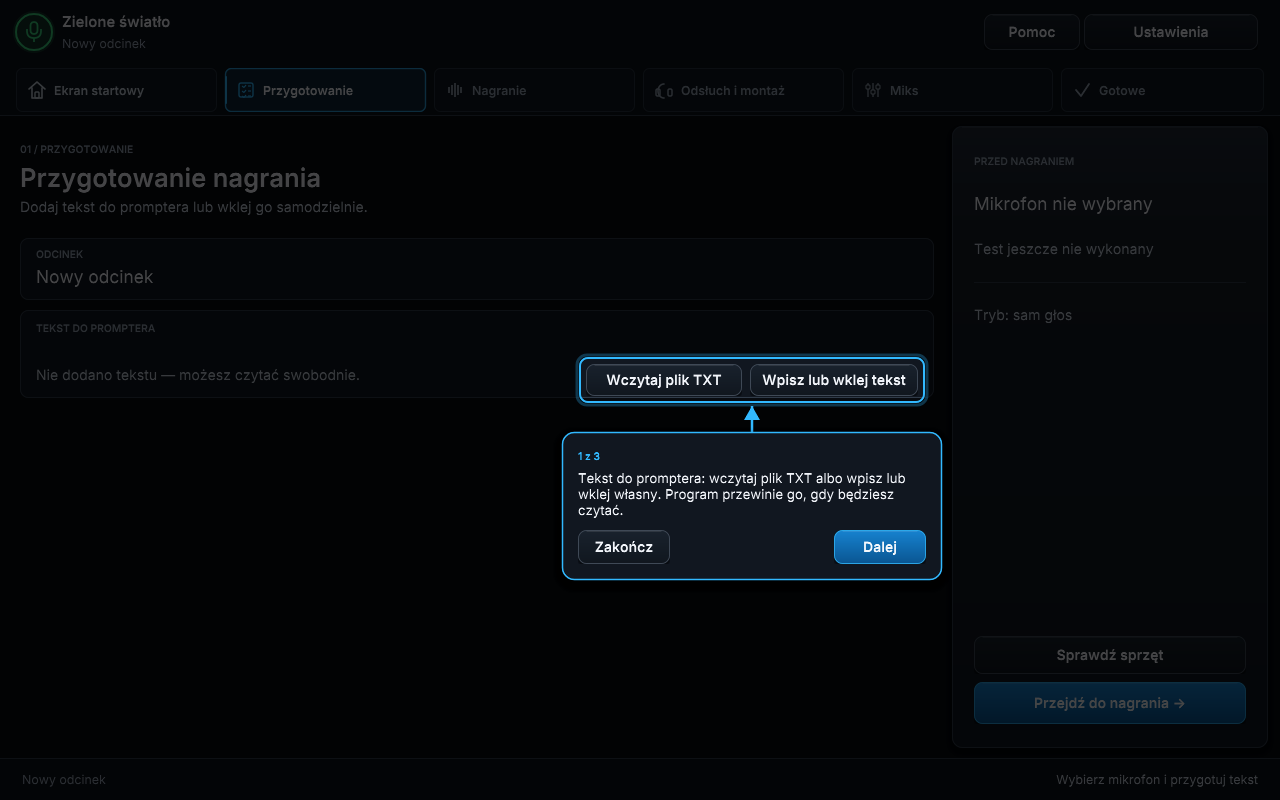 Zielone światło
Nowy odcinek
Pomoc
Ustawienia
Ekran startowy
Przygotowanie
Nagranie
Odsłuch i montaż
Miks
Gotowe
01 / PRZYGOTOWANIE
Przygotowanie nagrania
Dodaj tekst do promptera lub wklej go samodzielnie.
ODCINEK
Nowy odcinek
TEKST DO PROMPTERA
Nie dodano tekstu — możesz czytać swobodnie.
Wczytaj plik TXT
Wpisz lub wklej tekst
1 z 3
Tekst do promptera: wczytaj plik TXT albo wpisz lub
wklej własny. Program przewinie go, gdy będziesz
czytać.
Zakończ
Dalej
PRZED NAGRANIEM
Mikrofon nie wybrany
Test jeszcze nie wykonany
Tryb: sam głos
Sprawdź sprzęt
Przejdź do nagrania →
Nowy odcinek
Wybierz mikrofon i przygotuj tekst